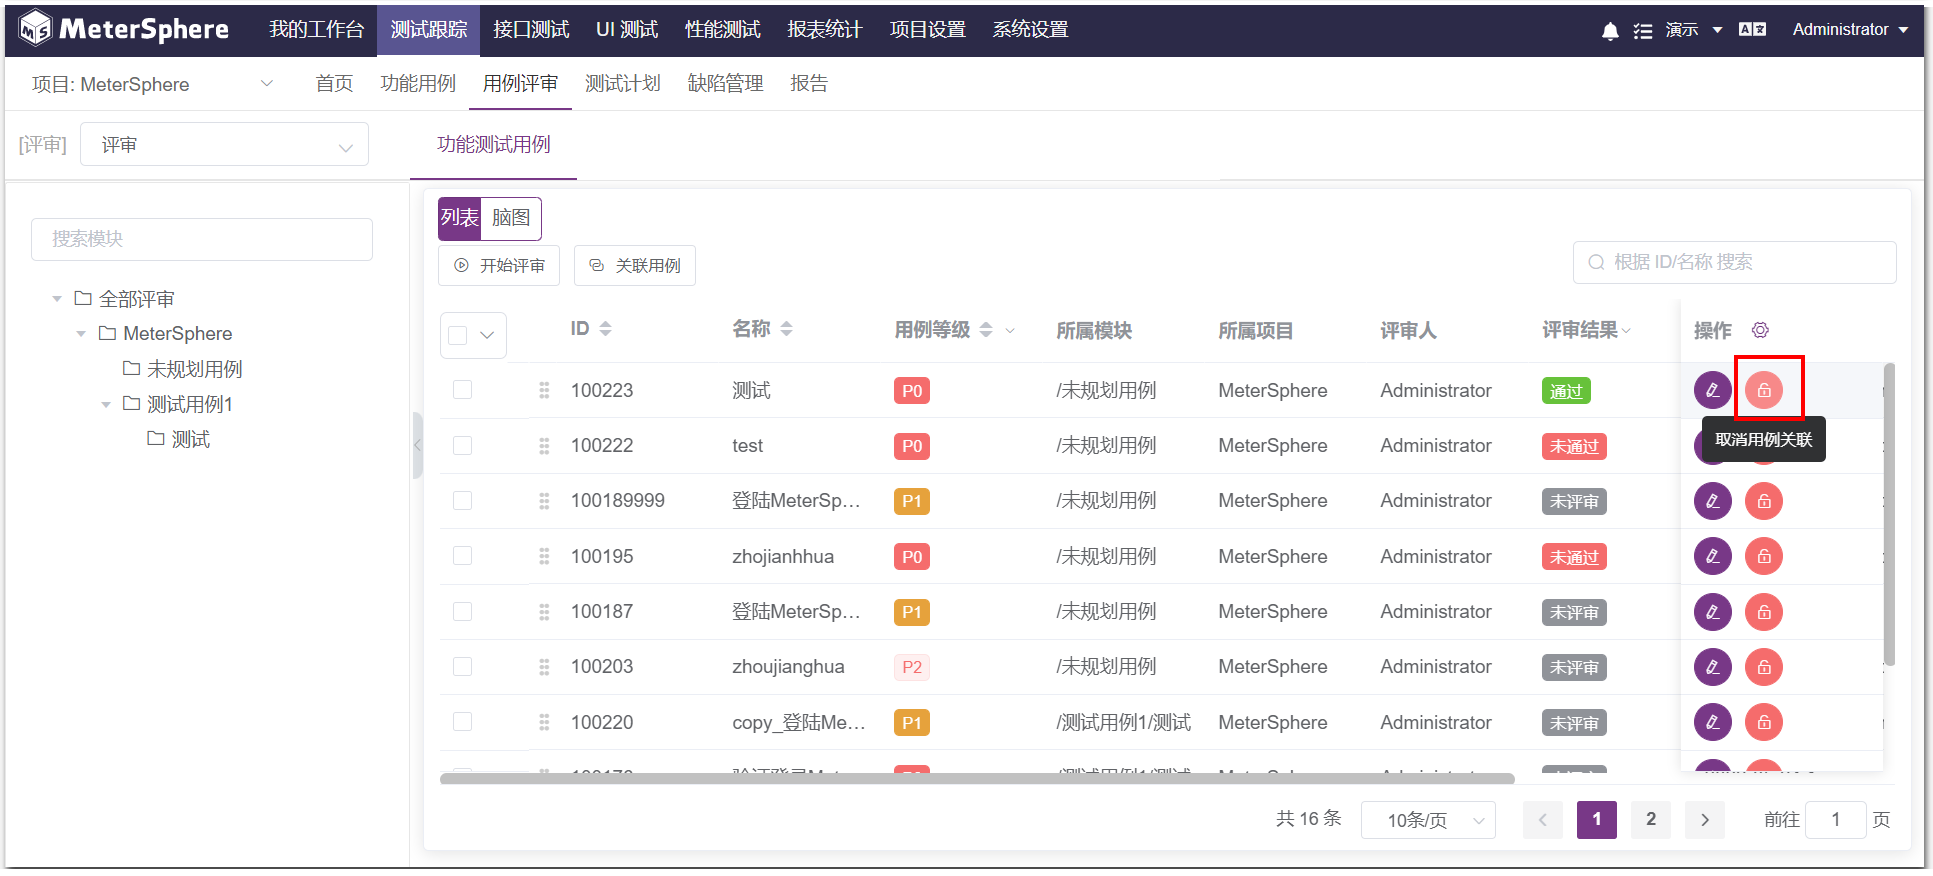 MeterSphere 我的工作台 测试跟踪 接口测试 UI 测试 性能测试 报表统计 项目设置 系统设置 演示 Administrator
项目: MeterSphere 首页 功能用例 用例评审 测试计划 缺陷管理 报告
[评审] 评审 功能测试用例
搜索模块
全部评审
MeterSphere
未规划用例
测试用例1
测试
列表 脑图
开始评审 关联用例 根据 ID/名称 搜索
ID 名称 用例等级 所属模块 所属项目 评审人 评审结果 操作
100223 测试 P0 /未规划用例 MeterSphere Administrator 通过
取消用例关联
100222 test P0 /未规划用例 MeterSphere Administrator 未通过
100189999 登陆MeterSp... P1 /未规划用例 MeterSphere Administrator 未评审
100195 zhojianhhua P0 /未规划用例 MeterSphere Administrator 未通过
100187 登陆MeterSp... P1 /未规划用例 MeterSphere Administrator 未评审
100203 zhoujianghua P2 /未规划用例 MeterSphere Administrator 未评审
100220 copy_登陆Me... P1 /测试用例1/测试 MeterSphere Administrator 未评审
共 16 条 10条/页 1 2 前往 1 页